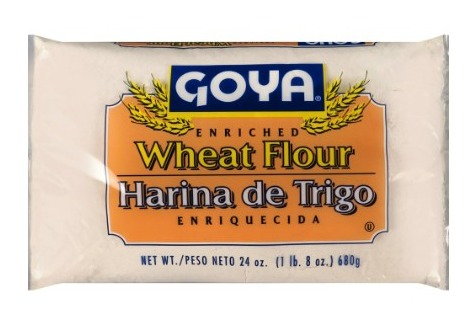 GOYA®
ENRICHED
Wheat Flour
Harina de Trigo
ENRIQUECIDA
U
NET WT./PESO NETO 24 oz. (1 lb. 8 oz.) 680g